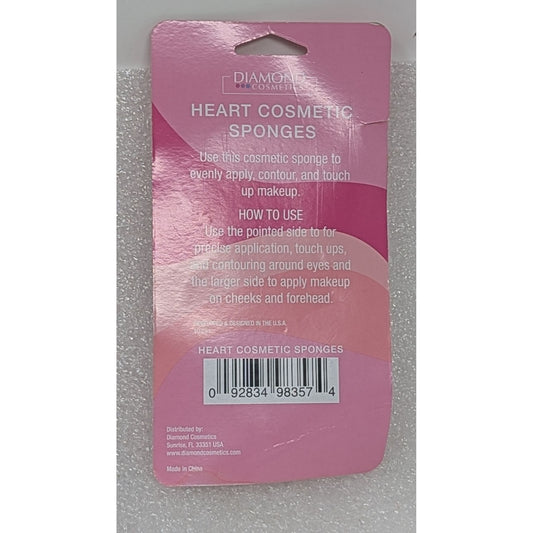 DIAMOND
COSMETICS
HEART COSMETIC
SPONGES
Use this cosmetic sponge to
evenly apply, contour, and touch
up makeup.
HOW TO USE
Use the pointed side to for
precise application, touch ups,
and contouring around eyes and
the larger side to apply makeup
on cheeks and forehead.
& DESIGNED IN THE U.S.A.
HEART COSMETIC SPONGES
0 92834 98357 4
Distributed by:
Diamond Cosmetics
Sunrise, FL 33351 USA
www.diamondcosmetics.com
Made in China